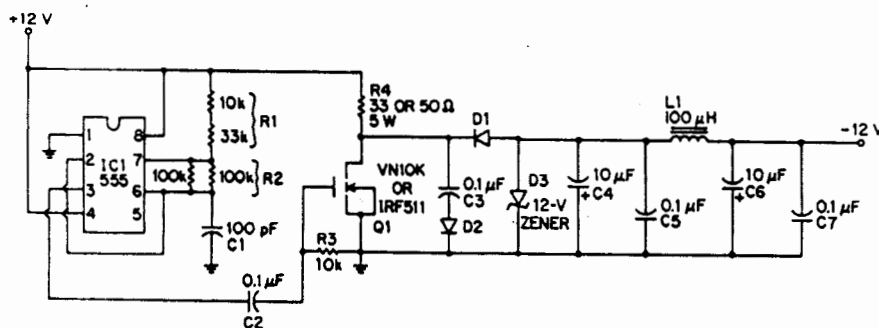 +12 V
1
2
3
4
8
7
6
5
IC1
555
10k
33k
R1
100k
100k
R2
100 pF
C1
0.1 μF
C2
R3
10k
R4
33 OR 50 Ω
5 W
VN10K
OR
IRF511
Q1
D1
0.1 μF
C3
D2
D3
12-V
ZENER
10 μF
+ C4
0.1 μF
C5
L1
100 μH
10 μF
+ C6
0.1 μF
C7
-12 V